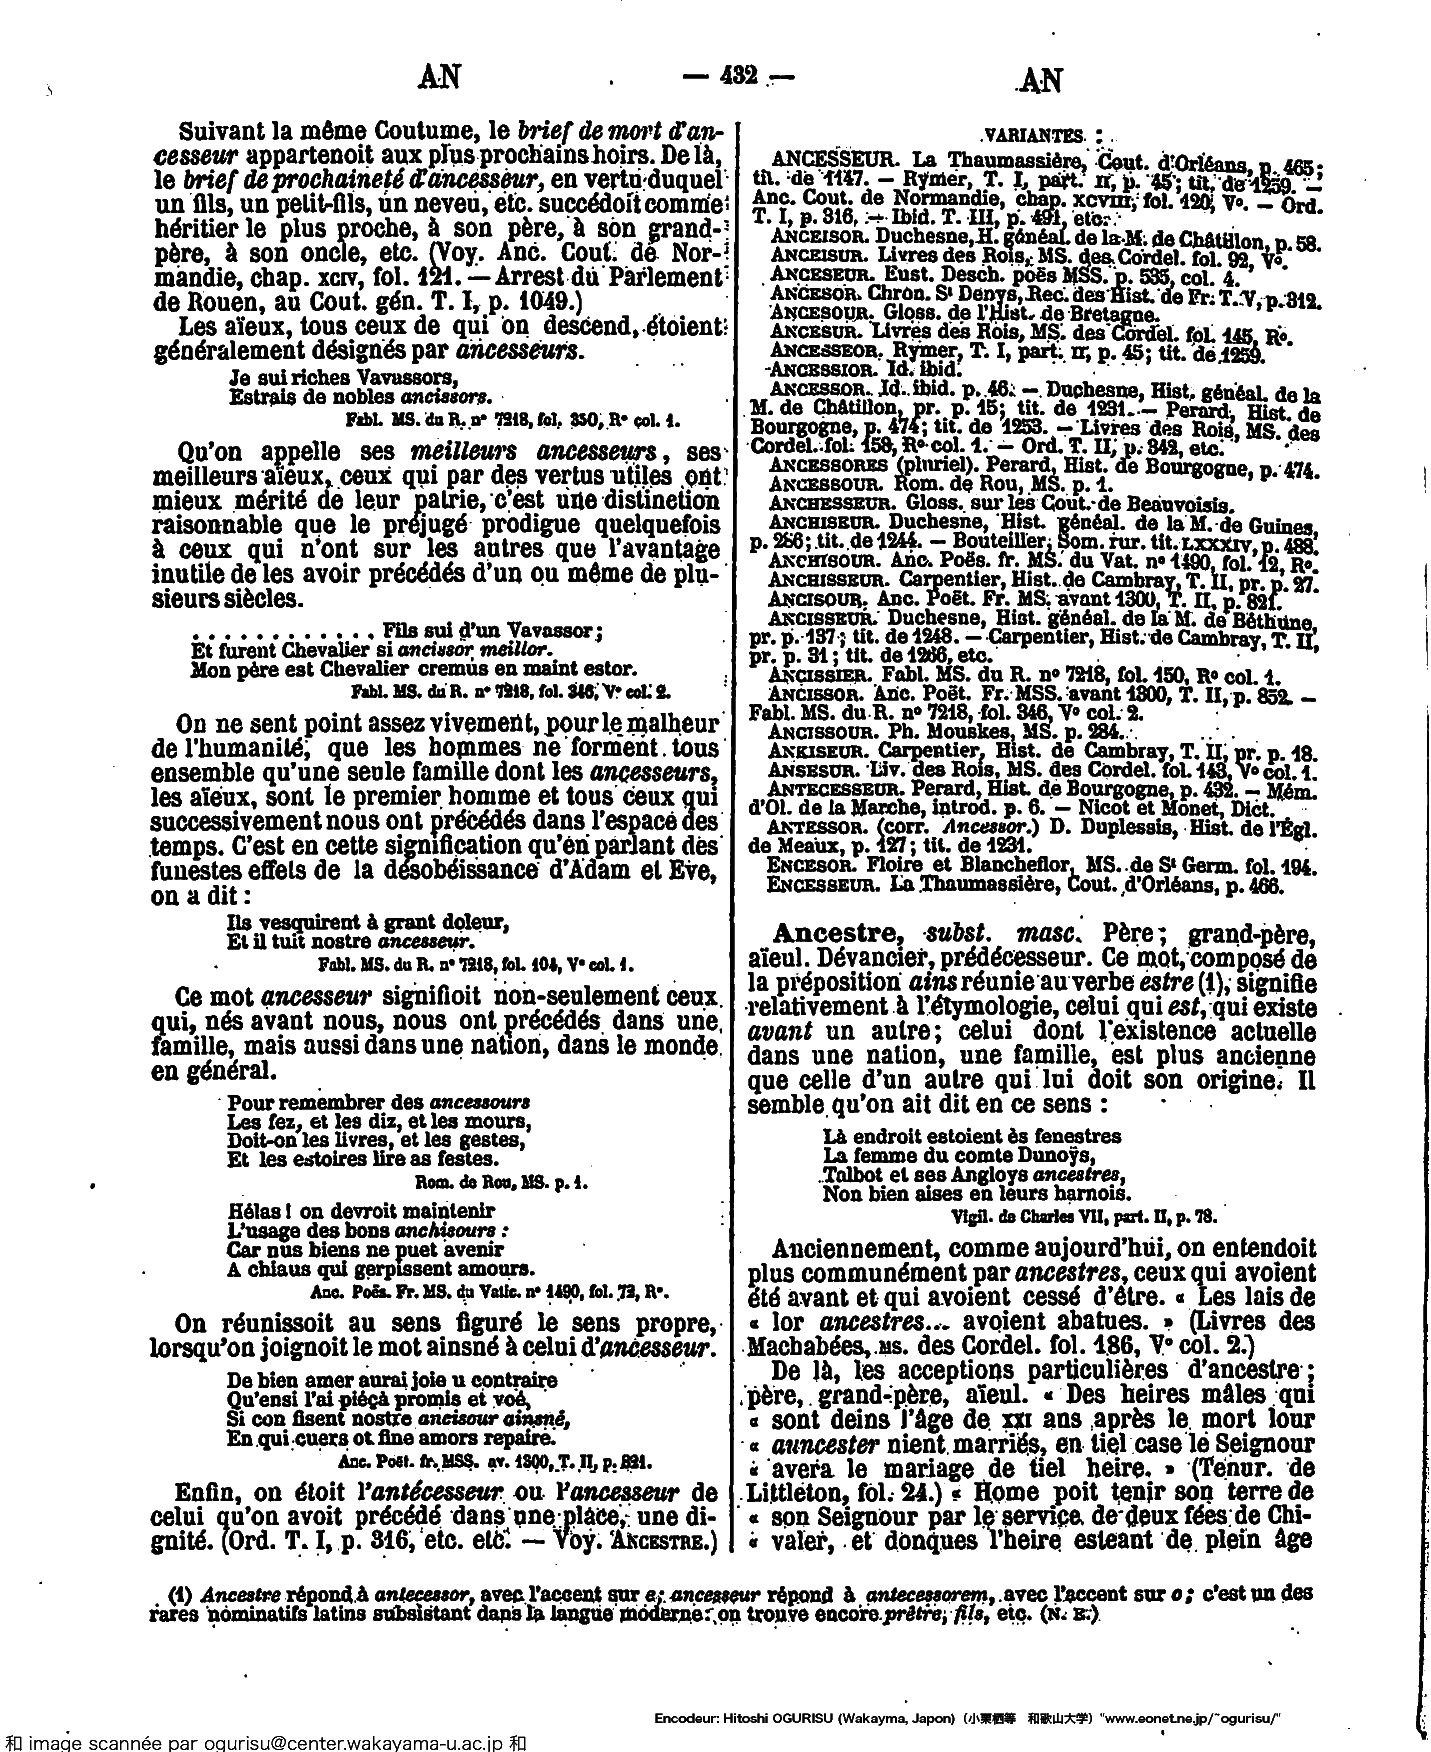 AN
— 432 —
AN
Suivant la même Coutume, le brief de mort d'an-
cesseur appartenoit aux plus prochains hoirs. De là,
le brief de prochaineté d'ancesseur, en vertu duquel
un fils, un petit-fils, un neveu, etc. succédoit comme
héritier le plus proche, à son père, à son grand-
père, à son oncle, etc. (Voy. Anc. Cout. de Nor-
mandie, chap. XCIV, fol. 121. — Arrest du Parlement
de Rouen, au Cout. gén. T. I, p. 1049.)
Les aïeux, tous ceux de qui on descend, étoient
généralement désignés par ancesseurs.
Je sui riches Vavassors,
Estrais de nobles ancissors.
Fabl. MS. du R. nº 7218, fol. 350, Rº col. 1.
Qu'on appelle ses meilleurs ancesseurs, ses
meilleurs aïeux, ceux qui par des vertus utiles ont
mieux mérité de leur patrie, c'est une distinction
raisonnable que le préjugé prodigue quelquefois
à ceux qui n'ont sur les autres que l'avantage
inutile de les avoir précédés d'un ou même de plu-
sieurs siècles.
. . . . . . . . . . . . Fils sui d'un Vavassor;
Et furent Chevalier si ancissor meillor.
Mon père est Chevalier cremus en maint estor.
Fabl. MS. du R. nº 7218, fol. 346, Vº col. 2.
On ne sent point assez vivement, pour le malheur
de l'humanité, que les hommes ne forment tous
ensemble qu'une seule famille dont les ancesseurs,
les aïeux, sont le premier homme et tous ceux qui
successivement nous ont précédés dans l'espace des
temps. C'est en cette signification qu'en parlant des
funestes effets de la désobéissance d'Adam et Eve,
on a dit :
Ils vesquirent à grant doleur,
Et il tuit nostre ancesseur.
Fabl. MS. du R. nº 7218, fol. 104, Vº col. 1.
Ce mot ancesseur signifioit non-seulement ceux
qui, nés avant nous, nous ont précédés dans une
famille, mais aussi dans une nation, dans le monde
en général.
Pour remembrer des ancessours
Les fez, et les diz, et les mours,
Doit-on les livres, et les gestes,
Et les estoires lire as festes.
Rom. de Rou, MS. p. 1.
Hélas! on devroit maintenir
L'usage des bons anchisours :
Car nus biens ne puet avenir
A chiaus qui gerpissent amours.
Anc. Poës. Fr. MS. du Vatic. nº 1490, fol. 72, Rº.
On réunissoit au sens figuré le sens propre,
lorsqu'on joignoit le mot ainsné à celui d'ancesseur.
De bien amer aurai joie u contraire
Qu'ensi l'ai piéçà promis et voé,
Si con fisent nostre ancisour ainsné,
En qui cuers ot fine amors repaire.
Anc. Poët. fr. MSS. av. 1300, T. II, p. 821.
Enfin, on étoit l'antécesseur ou l'ancesseur de
celui qu'on avoit précédé dans une place, une di-
gnité. (Ord. T. I, p. 316, etc. etc. — Voy. ANCESTRE.)
VARIANTES :
ANCESSEUR. La Thaumassière, Cout. d'Orléans, p. 465;
tit. de 1147. — Rymer, T. I, part. II, p. 45; tit. de 1259. —
Anc. Cout. de Normandie, chap. XCVIII, fol. 120, Vº. — Ord.
T. I, p. 316, — Ibid. T. III, p. 491, etc.
ANCEISOR. Duchesne, H. généal. de la M. de Châtillon, p. 58.
ANCEISUR. Livres des Rois, MS. des Cordel. fol. 92, Vº.
ANCESEUR. Eust. Desch. poës MSS. p. 535, col. 4.
ANCESOR. Chron. St Denys, Rec. des Hist. de Fr. T. V, p. 312.
ANCESOUR. Gloss. de l'Hist. de Bretagne.
ANCESUR. Livres des Rois, MS. des Cordel. fol. 145, Rº.
ANCESSEOR. Rymer, T. I, part. II, p. 45; tit. de 1259.
ANCESSIOR. Id. ibid.
ANCESSOR. Id. ibid. p. 46. — Duchesne, Hist. généal. de la
M. de Châtillon, pr. p. 15; tit. de 1231. — Perard, Hist. de
Bourgogne, p. 474; tit. de 1253. — Livres des Rois, MS. des
Cordel. fol. 158, Rº col. 1. — Ord. T. II, p. 342, etc.
ANCESSORES (pluriel). Perard, Hist. de Bourgogne, p. 474.
ANCESSOUR. Rom. de Rou, MS. p. 1.
ANCHESSEUR. Gloss. sur les Cout. de Beauvoisis.
ANCHISEUR. Duchesne, Hist. généal. de la M. de Guines,
p. 286; tit. de 1244. — Bouteiller, Som. rur. tit. LXXXIV, p. 488.
ANCHISOUR. Anc. Poës. fr. MS. du Vat. nº 1490, fol. 12, Rº.
ANCHISSEUR. Carpentier, Hist. de Cambray, T. II, pr. p. 27.
ANCISOUR. Anc. Poët. Fr. MS. avant 1300, T. II, p. 821.
ANCISSEUR. Duchesne, Hist. généal. de la M. de Béthune,
pr. p. 137; tit. de 1248. — Carpentier, Hist. de Cambray, T. II,
pr. p. 31; tit. de 1266, etc.
ANCISSIER. Fabl. MS. du R. nº 7218, fol. 150, Rº col. 1.
ANCISSOR. Anc. Poët. Fr. MSS. avant 1300, T. II, p. 852. —
Fabl. MS. du R. nº 7218, fol. 346, Vº col. 2.
ANCISSOUR. Ph. Mouskes, MS. p. 284.
ANKISEUR. Carpentier, Hist. de Cambray, T. II, pr. p. 18.
ANSESUR. Liv. des Rois, MS. des Cordel. fol. 143, Vº col. 1.
ANTECESSEUR. Perard, Hist. de Bourgogne, p. 432. — Mém.
d'Ol. de la Marche, introd. p. 6. — Nicot et Monet, Dict.
ANTESSOR. (corr. Ancessor.) D. Duplessis, Hist. de l'Égl.
de Meaux, p. 127; tit. de 1231.
ENCESOR. Floire et Blancheflor, MS. de St Germ. fol. 194.
ENCESSEUR. La Thaumassière, Cout. d'Orléans, p. 466.
Ancestre, subst. masc. Père; grand-père,
aïeul. Dévancier, prédécesseur. Ce mot, composé de
la préposition ains réunie au verbe estre (1), signifie
relativement à l'étymologie, celui qui est, qui existe
avant un autre; celui dont l'existence actuelle
dans une nation, une famille, est plus ancienne
que celle d'un autre qui lui doit son origine. Il
semble qu'on ait dit en ce sens :
Là endroit estoient ès fenestres
La femme du comte Dunoÿs,
Talbot et ses Angloys ancestres,
Non bien aises en leurs harnois.
Vigil. de Charles VII, part. II, p. 78.
Anciennement, comme aujourd'hui, on entendoit
plus communément par ancestres, ceux qui avoient
été avant et qui avoient cessé d'être. « Les lais de
« lor ancestres... avoient abatues. » (Livres des
Machabées, MS. des Cordel. fol. 186, Vº col. 2.)
De là, les acceptions particulières d'ancestre;
père, grand-père, aïeul. « Des heires mâles qui
« sont deins l'âge de XXI ans après le mort lour
« auncester nient marriés, en tiel case le Seignour
« avera le mariage de tiel heire. » (Tenur. de
Littleton, fol. 24.) « Home poit tenir son terre de
« son Seignour par le service de deux fées de Chi-
« valer, et donques l'heire esteant de plein âge
(1) Ancestre répond à antecessor, avec l'accent sur e; ancesseur répond à antecessorem, avec l'accent sur o; c'est un des
rares nominatifs latins subsistant dans la langue moderne: on trouve encore prêtre, fils, etc. (N. E.)
Encodeur: Hitoshi OGURISU (Wakayma, Japon) (小栗栖等 和歌山大学) "www.eonet.ne.jp/~ogurisu/"
和 image scannée par ogurisu@center.wakayama-u.ac.jp 和